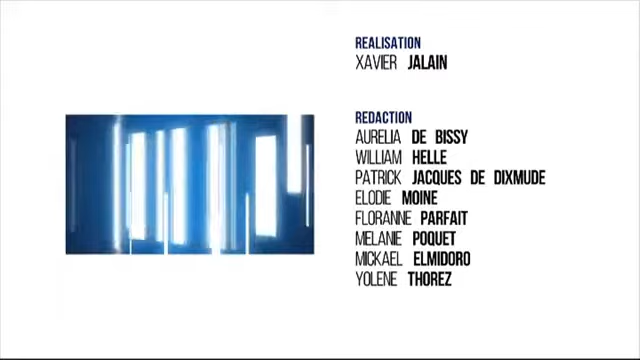 REALISATION
XAVIER JALAIN
REDACTION
AURELIA DE BISSY
WILLIAM HELLE
PATRICK JACQUES DE DIXMUDE
ELODIE MOINE
FLORANNE PARFAIT
MELANIE POQUET
MICKAEL ELMIDORO
YOLENE THOREZ